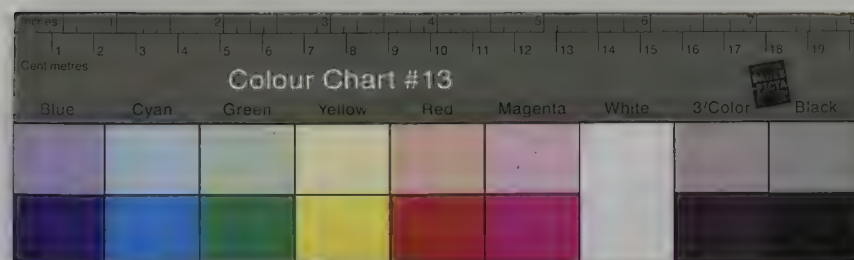 Inches 1 2 3 4 5 6
1 2 3 4 5 6 7 8 9 10 11 12 13 14 15 16 17 18 19
Centimetres
Colour Chart #13
Blue Cyan Green Yellow Red Magenta White 3/Color Black